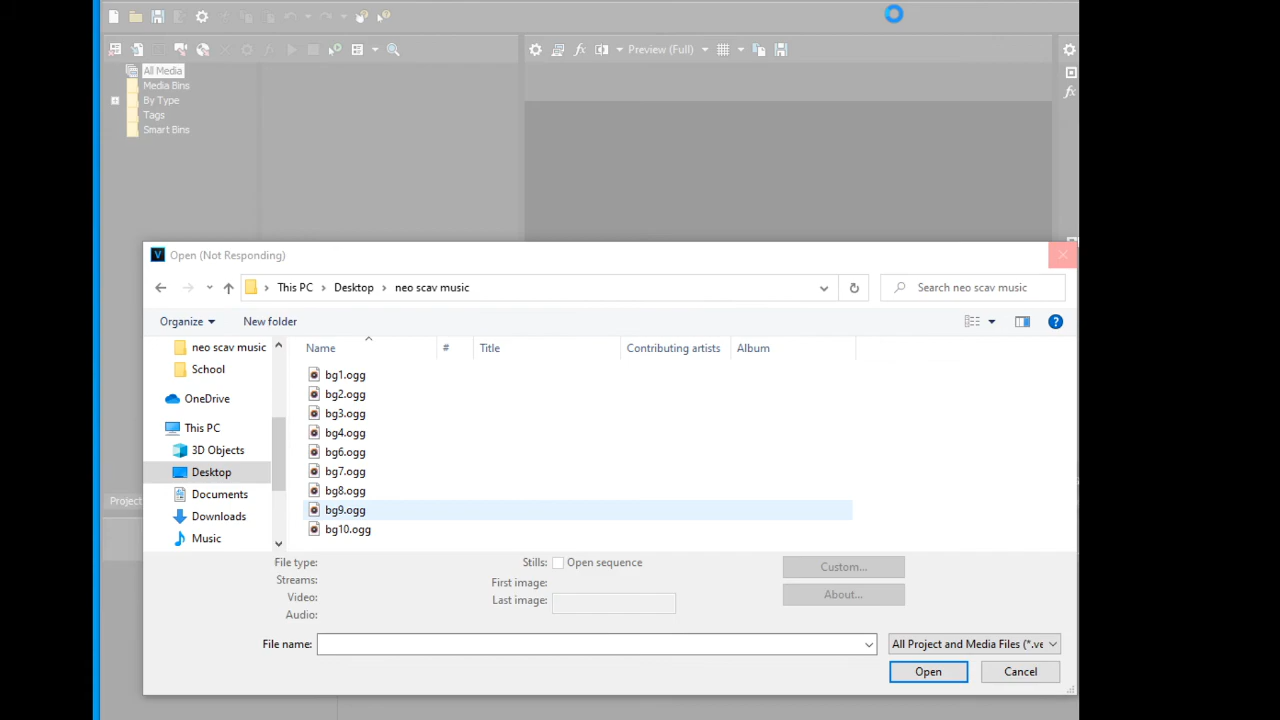 Preview (Full)
All Media
Media Bins
By Type
Tags
Smart Bins
Open (Not Responding)
This PC
Desktop
neo scav music
Search neo scav music
Organize
New folder
neo scav music
School
OneDrive
This PC
3D Objects
Desktop
Documents
Downloads
Music
Name
#
Title
Contributing artists
Album
bg1.ogg
bg2.ogg
bg3.ogg
bg4.ogg
bg6.ogg
bg7.ogg
bg8.ogg
bg9.ogg
bg10.ogg
Project
File type:
Streams:
Video:
Audio:
Stills:
Open sequence
First image:
Last image:
Custom...
About...
File name:
All Project and Media Files (*.ve
Open
Cancel